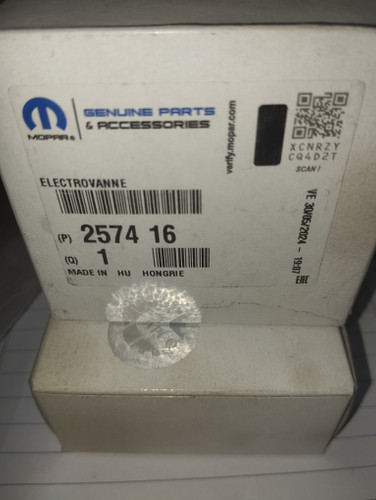 MOPAR®
GENUINE PARTS
& ACCESSORIES
verify.mopar.com
XCNRZY
CQ4D2T
SCAN !
ELECTROVANNE
(P) 2574 16
(Q) 1
MADE IN HU HONGRIE
VE 30/05/2024 - 19:07